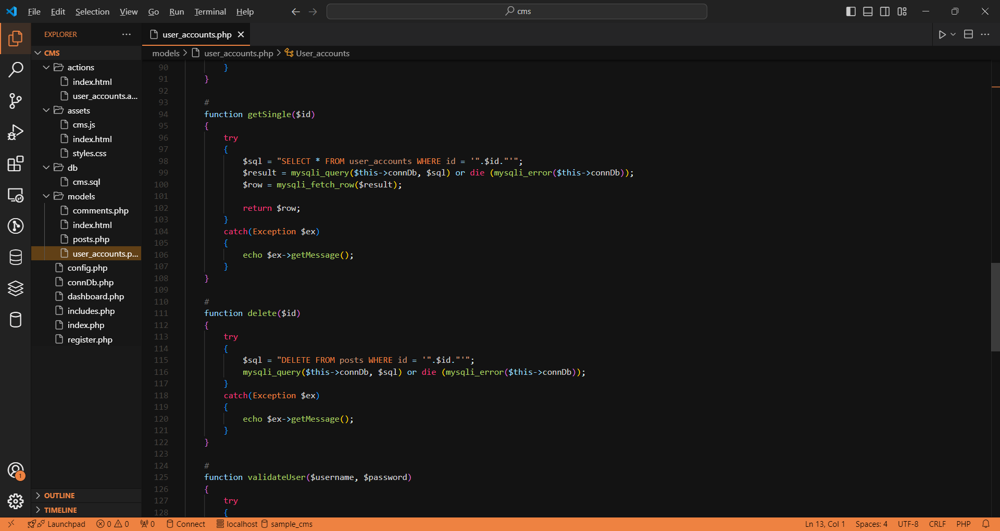 File Edit Selection View Go Run Terminal Help
cms
EXPLORER
CMS
actions
index.html
user_accounts.a...
assets
cms.js
index.html
styles.css
db
cms.sql
models
comments.php
index.html
posts.php
user_accounts.p...
config.php
connDb.php
dashboard.php
includes.php
index.php
register.php
OUTLINE
TIMELINE
1
user_accounts.php
models > user_accounts.php > User_accounts
90 }
91 }
92
93 #
94 function getSingle($id)
95 {
96 try
97 {
98 $sql = "SELECT * FROM user_accounts WHERE id = '".$id."'";
99 $result = mysqli_query($this->connDb, $sql) or die (mysqli_error($this->connDb));
100 $row = mysqli_fetch_row($result);
101
102 return $row;
103 }
104 catch(Exception $ex)
105 {
106 echo $ex->getMessage();
107 }
108 }
109
110 #
111 function delete($id)
112 {
113 try
114 {
115 $sql = "DELETE FROM posts WHERE id = '".$id."'";
116 mysqli_query($this->connDb, $sql) or die (mysqli_error($this->connDb));
117 }
118 catch(Exception $ex)
119 {
120 echo $ex->getMessage();
121 }
122 }
123
124 #
125 function validateUser($username, $password)
126 {
127 try
128 {
Launchpad 0 0 0 Connect localhost sample_cms Ln 13, Col 1 Spaces: 4 UTF-8 CRLF PHP